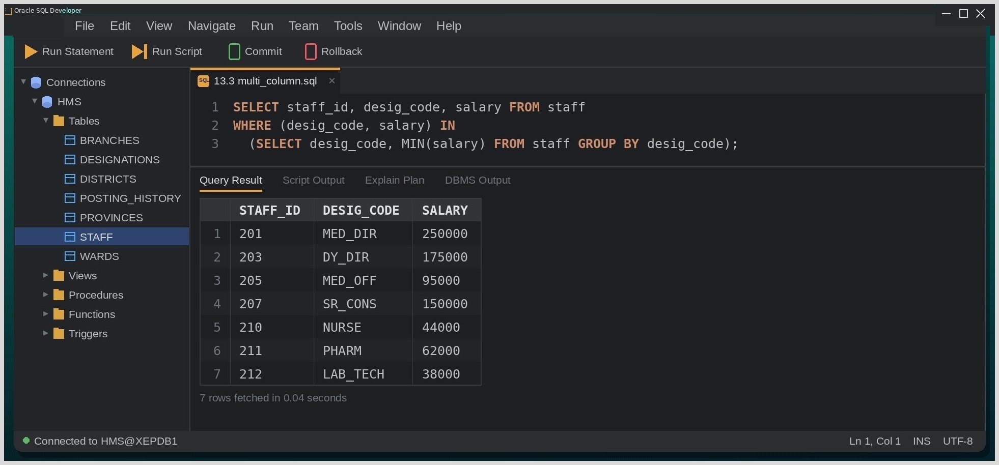 Oracle SQL Developer
File Edit View Navigate Run Team Tools Window Help
Run Statement Run Script Commit Rollback
Connections
HMS
Tables
BRANCHES
DESIGNATIONS
DISTRICTS
POSTING_HISTORY
PROVINCES
STAFF
WARDS
Views
Procedures
Functions
Triggers
SQL 13.3 multi_column.sql
1 SELECT staff_id, desig_code, salary FROM staff
2 WHERE (desig_code, salary) IN
3 (SELECT desig_code, MIN(salary) FROM staff GROUP BY desig_code);
Query Result Script Output Explain Plan DBMS Output
STAFF_ID DESIG_CODE SALARY
1 201 MED_DIR 250000
2 203 DY_DIR 175000
3 205 MED_OFF 95000
4 207 SR_CONS 150000
5 210 NURSE 44000
6 211 PHARM 62000
7 212 LAB_TECH 38000
7 rows fetched in 0.04 seconds
Connected to HMS@XEPDB1 Ln 1, Col 1 INS UTF-8